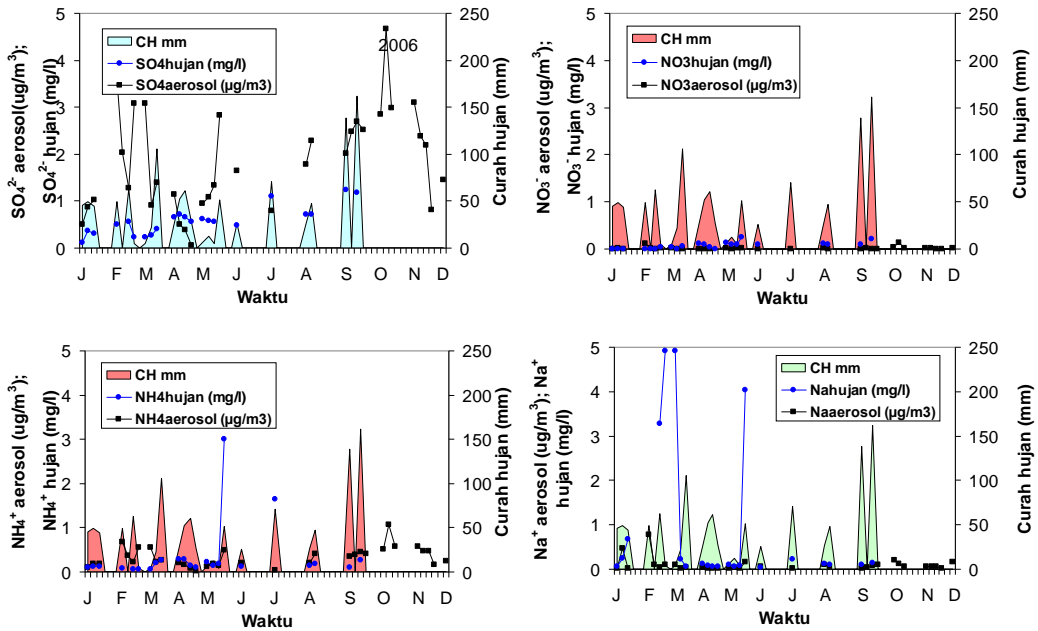 SO₄²⁻ aerosol(ug/m³);
SO₄²⁻ hujan (mg/l)
5
4
3
2
1
0
CH mm
SO4hujan (mg/l)
SO4aerosol (µg/m3)
2006
250
200
150
100
50
0
Curah hujan (mm)
J F M A M J J A S O N D
Waktu
NO₃⁻ aerosol (ug/m³);
NO₃⁻ hujan (mg/l)
5
4
3
2
1
0
CH mm
NO3hujan (mg/l)
NO3aerosol (µg/m3)
250
200
150
100
50
0
Curah hujan (mm)
J F M A M J J A S O N D
Waktu
NH₄⁺ aerosol (ug/m³);
NH₄⁺ hujan (mg/l)
5
4
3
2
1
0
CH mm
NH4hujan (mg/l)
NH4aerosol (µg/m3)
250
200
150
100
50
0
Curah hujan (mm)
J F M A M J J A S O N D
Waktu
Na⁺ aerosol (ug/m³); Na⁺
hujan (mg/l)
5
4
3
2
1
0
CH mm
Nahujan (mg/l)
Naaerosol (µg/m3)
250
200
150
100
50
0
Curah hujan (mm)
J F M A M J J A S O N D
Waktu